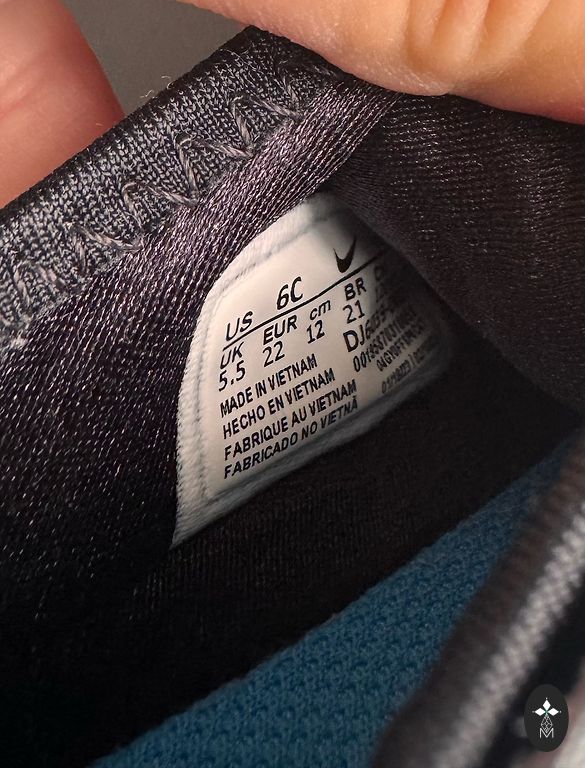 US 6C
UK EUR cm BR
5.5 22 12 21
MADE IN VIETNAM
HECHO EN VIETNAM
FABRIQUE AU VIETNAM
FABRICADO NO VIETNÃ